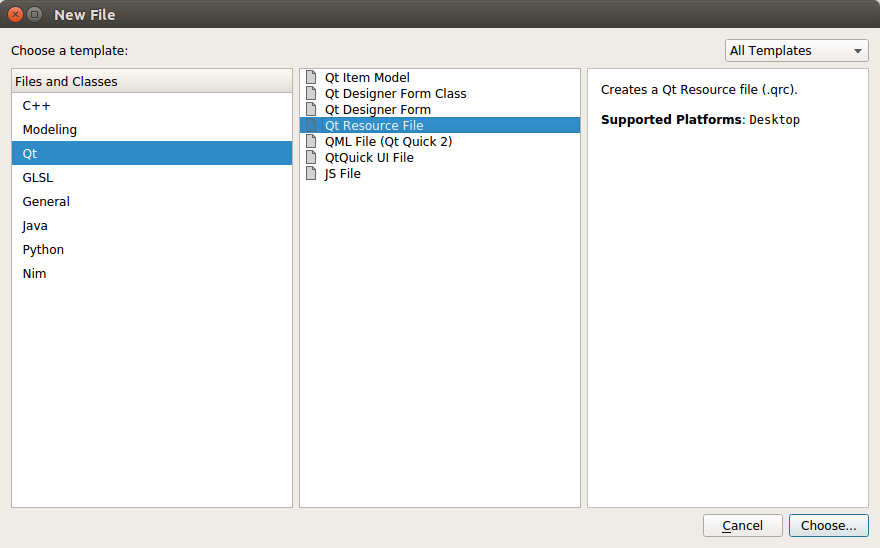 New File
Choose a template:
All Templates
Files and Classes
C++
Modeling
Qt
GLSL
General
Java
Python
Nim
Qt Item Model
Qt Designer Form Class
Qt Designer Form
Qt Resource File
QML File (Qt Quick 2)
QtQuick UI File
JS File
Creates a Qt Resource file (.qrc).
Supported Platforms: Desktop
Cancel
Choose...